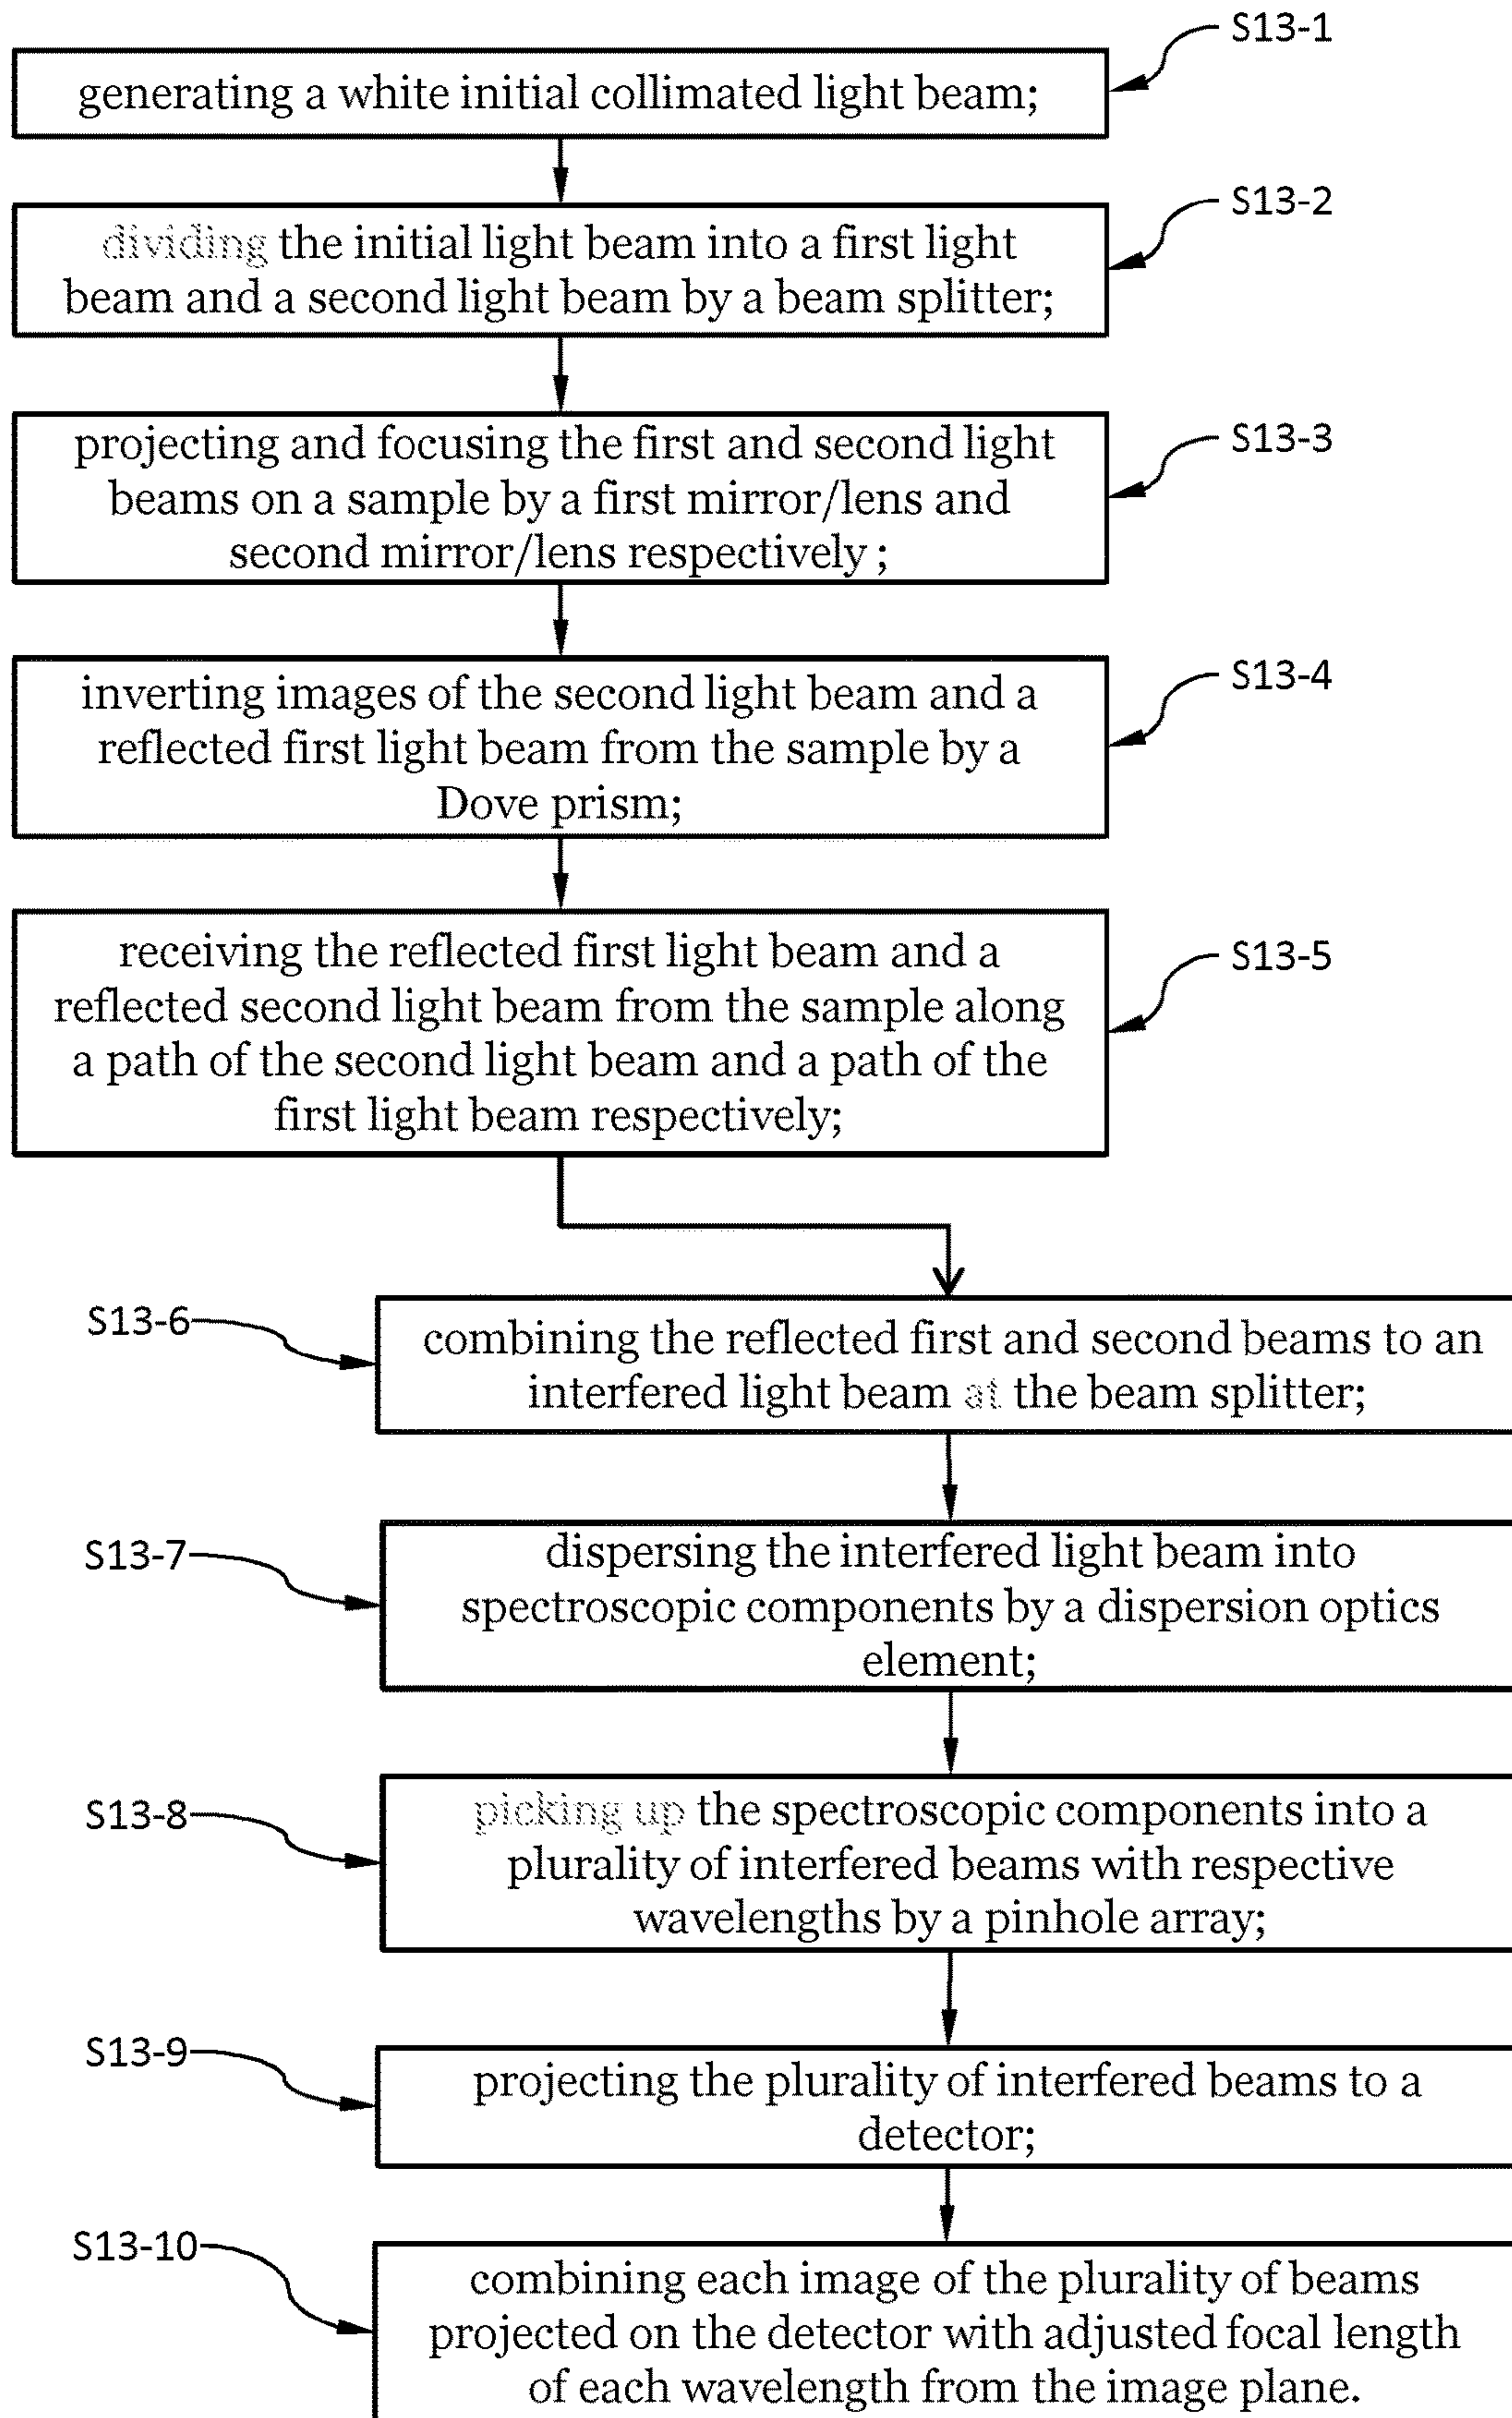 S13-1
generating a white initial collimated light beam;
S13-2
dividing the initial light beam into a first light
beam and a second light beam by a beam splitter;
S13-3
projecting and focusing the first and second light
beams on a sample by a first mirror/lens and
second mirror/lens respectively;
S13-4
inverting images of the second light beam and a
reflected first light beam from the sample by a
Dove prism;
S13-5
receiving the reflected first light beam and a
reflected second light beam from the sample along
a path of the second light beam and a path of the
first light beam respectively;
S13-6
combining the reflected first and second beams to an
interfered light beam at the beam splitter;
S13-7
dispersing the interfered light beam into
spectroscopic components by a dispersion optics
element;
S13-8
picking up the spectroscopic components into a
plurality of interfered beams with respective
wavelengths by a pinhole array;
S13-9
projecting the plurality of interfered beams to a
detector;
S13-10
combining each image of the plurality of beams
projected on the detector with adjusted focal length
of each wavelength from the image plane.